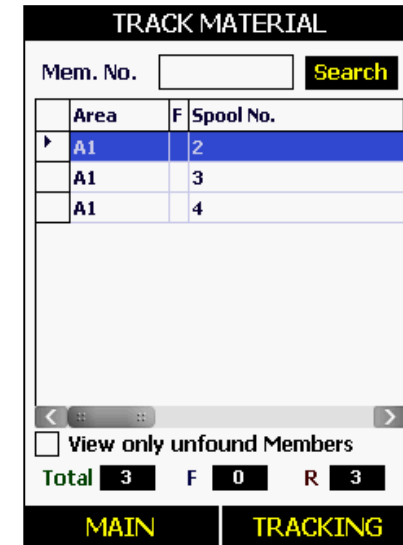 TRACK MATERIAL
Mem. No. Search
Area F Spool No.
A1 2
A1 3
A1 4
View only unfound Members
Total 3 F 0 R 3
MAIN TRACKING